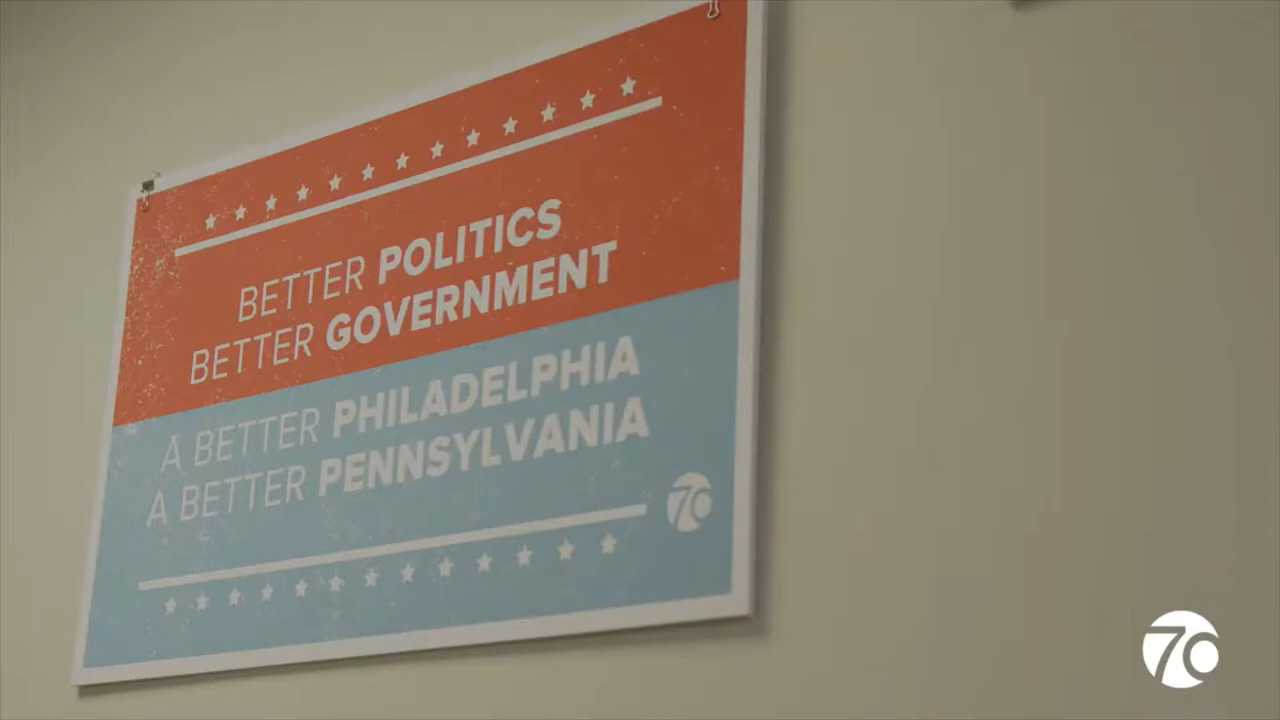 BETTER POLITICS
BETTER GOVERNMENT
A BETTER PHILADELPHIA
A BETTER PENNSYLVANIA
70
70